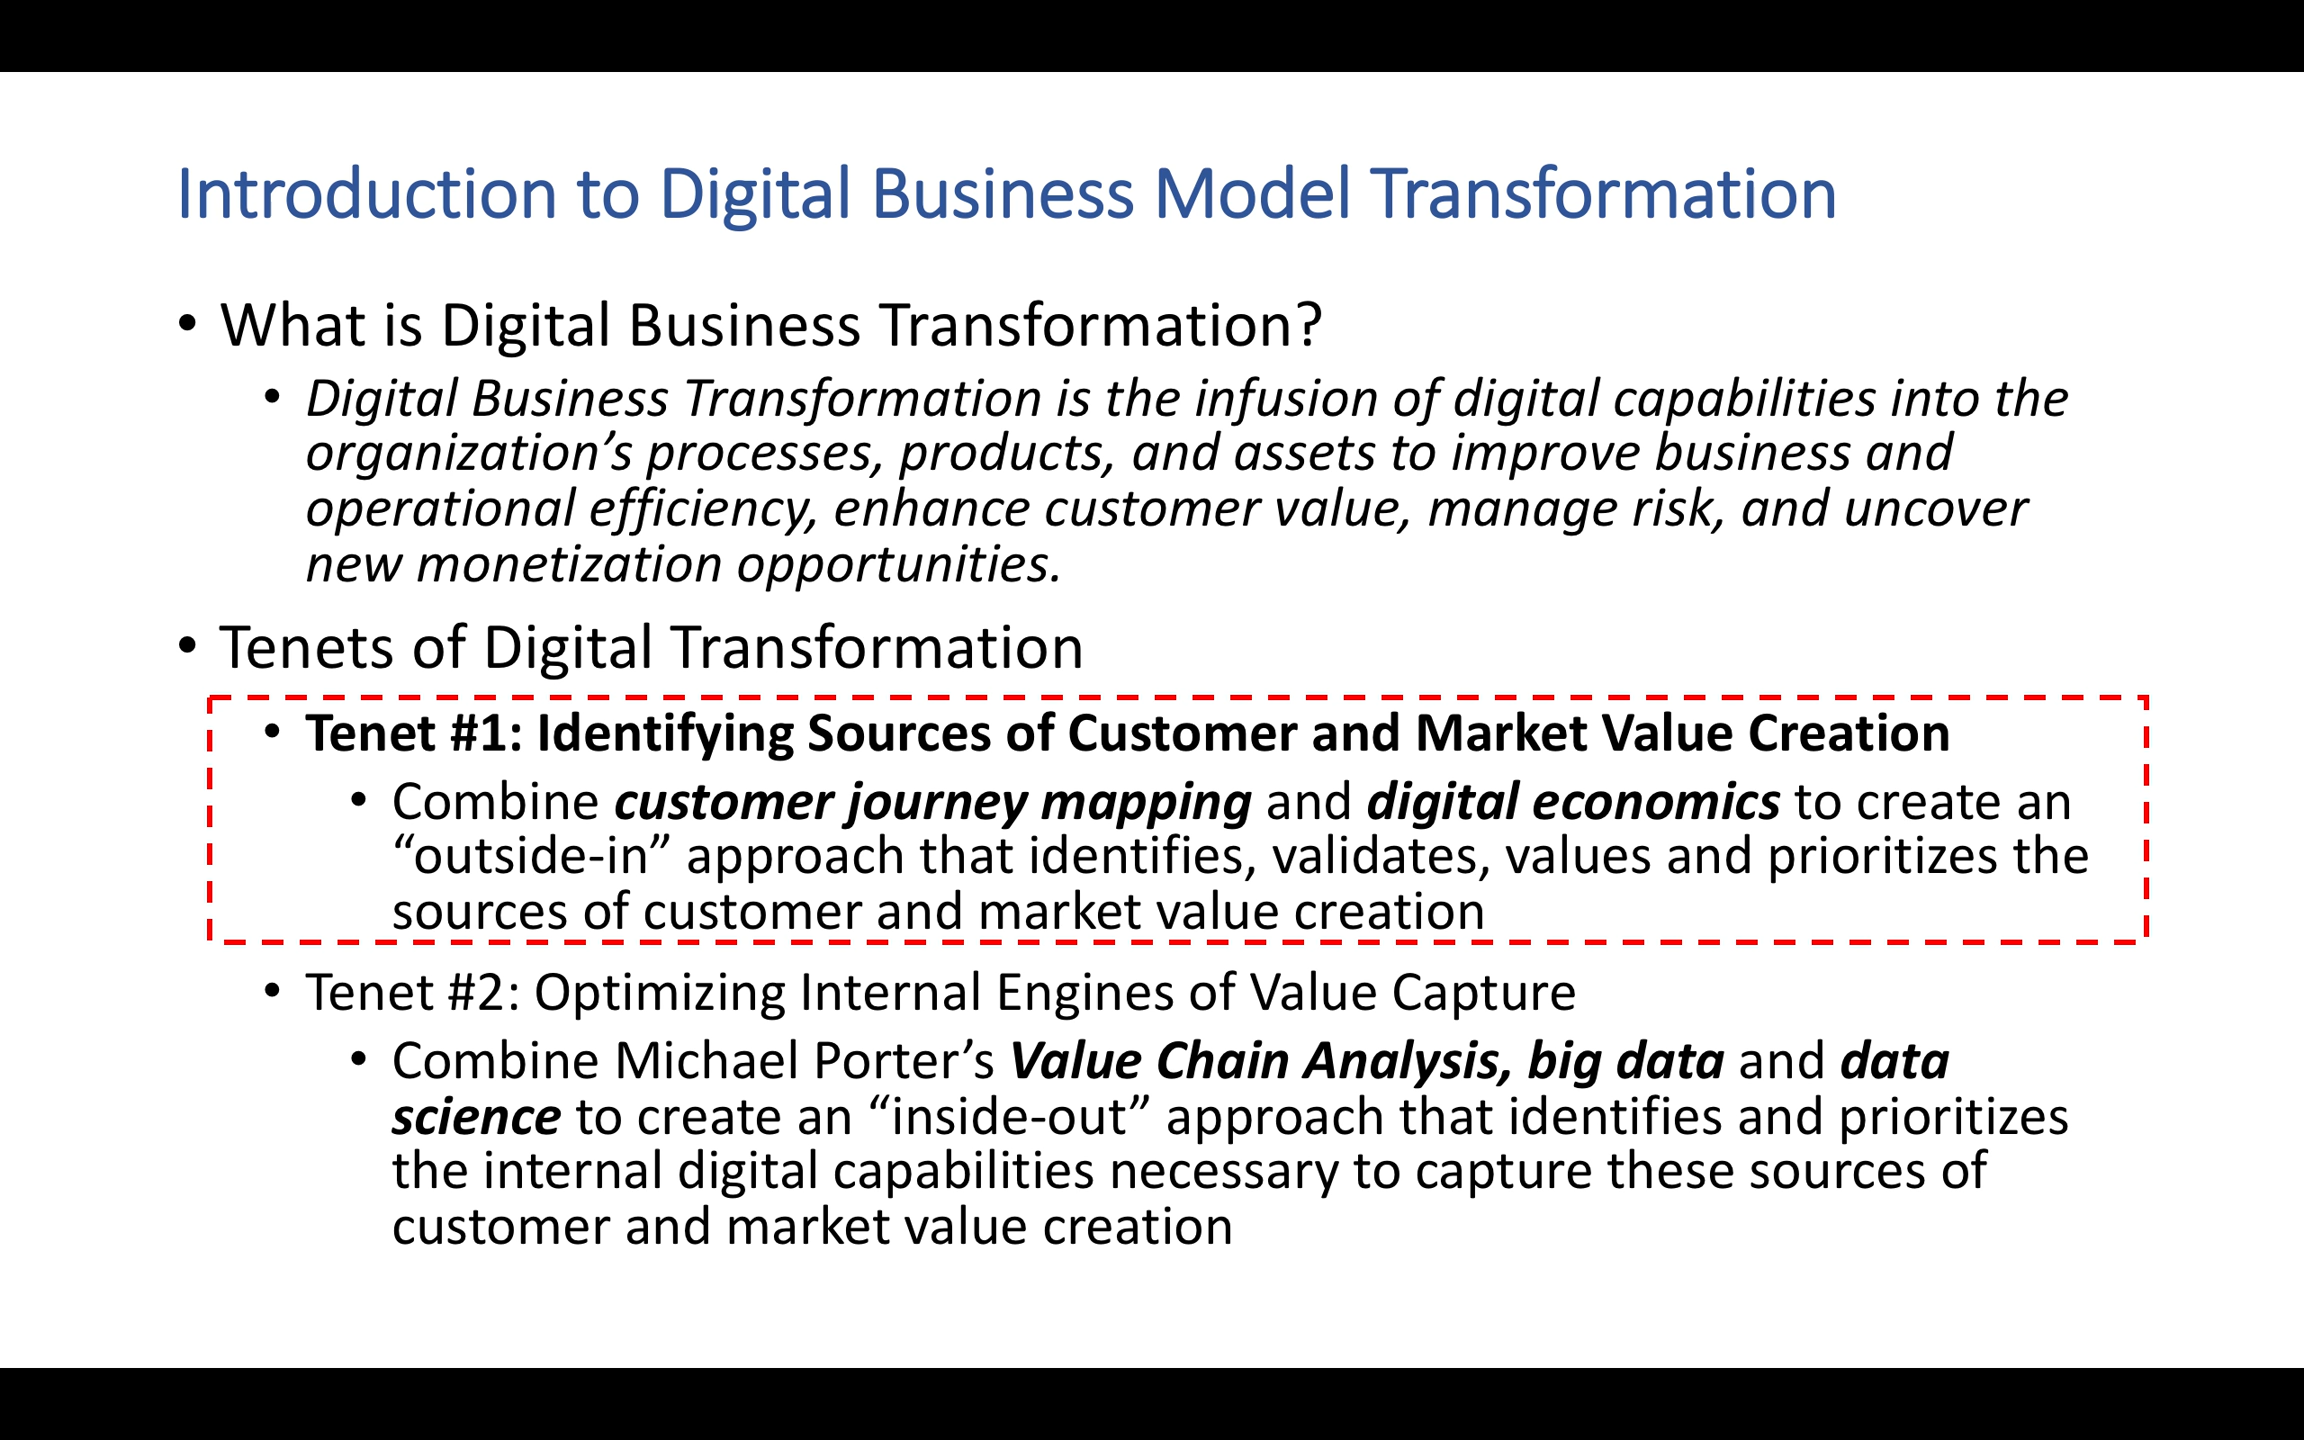 Introduction to Digital Business Model Transformation
• What is Digital Business Transformation?
• Digital Business Transformation is the infusion of digital capabilities into the
organization’s processes, products, and assets to improve business and
operational efficiency, enhance customer value, manage risk, and uncover
new monetization opportunities.
• Tenets of Digital Transformation
• Tenet #1: Identifying Sources of Customer and Market Value Creation
• Combine customer journey mapping and digital economics to create an
“outside-in” approach that identifies, validates, values and prioritizes the
sources of customer and market value creation
• Tenet #2: Optimizing Internal Engines of Value Capture
• Combine Michael Porter’s Value Chain Analysis, big data and data
science to create an “inside-out” approach that identifies and prioritizes
the internal digital capabilities necessary to capture these sources of
customer and market value creation